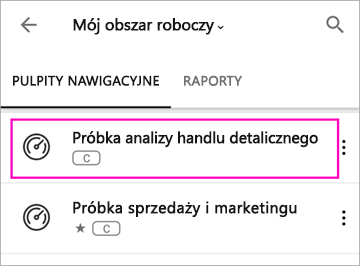 Mój obszar roboczy
PULPITY NAWIGACYJNE RAPORTY
Próbka analizy handlu detalicznego
C
Próbka sprzedaży i marketingu
C